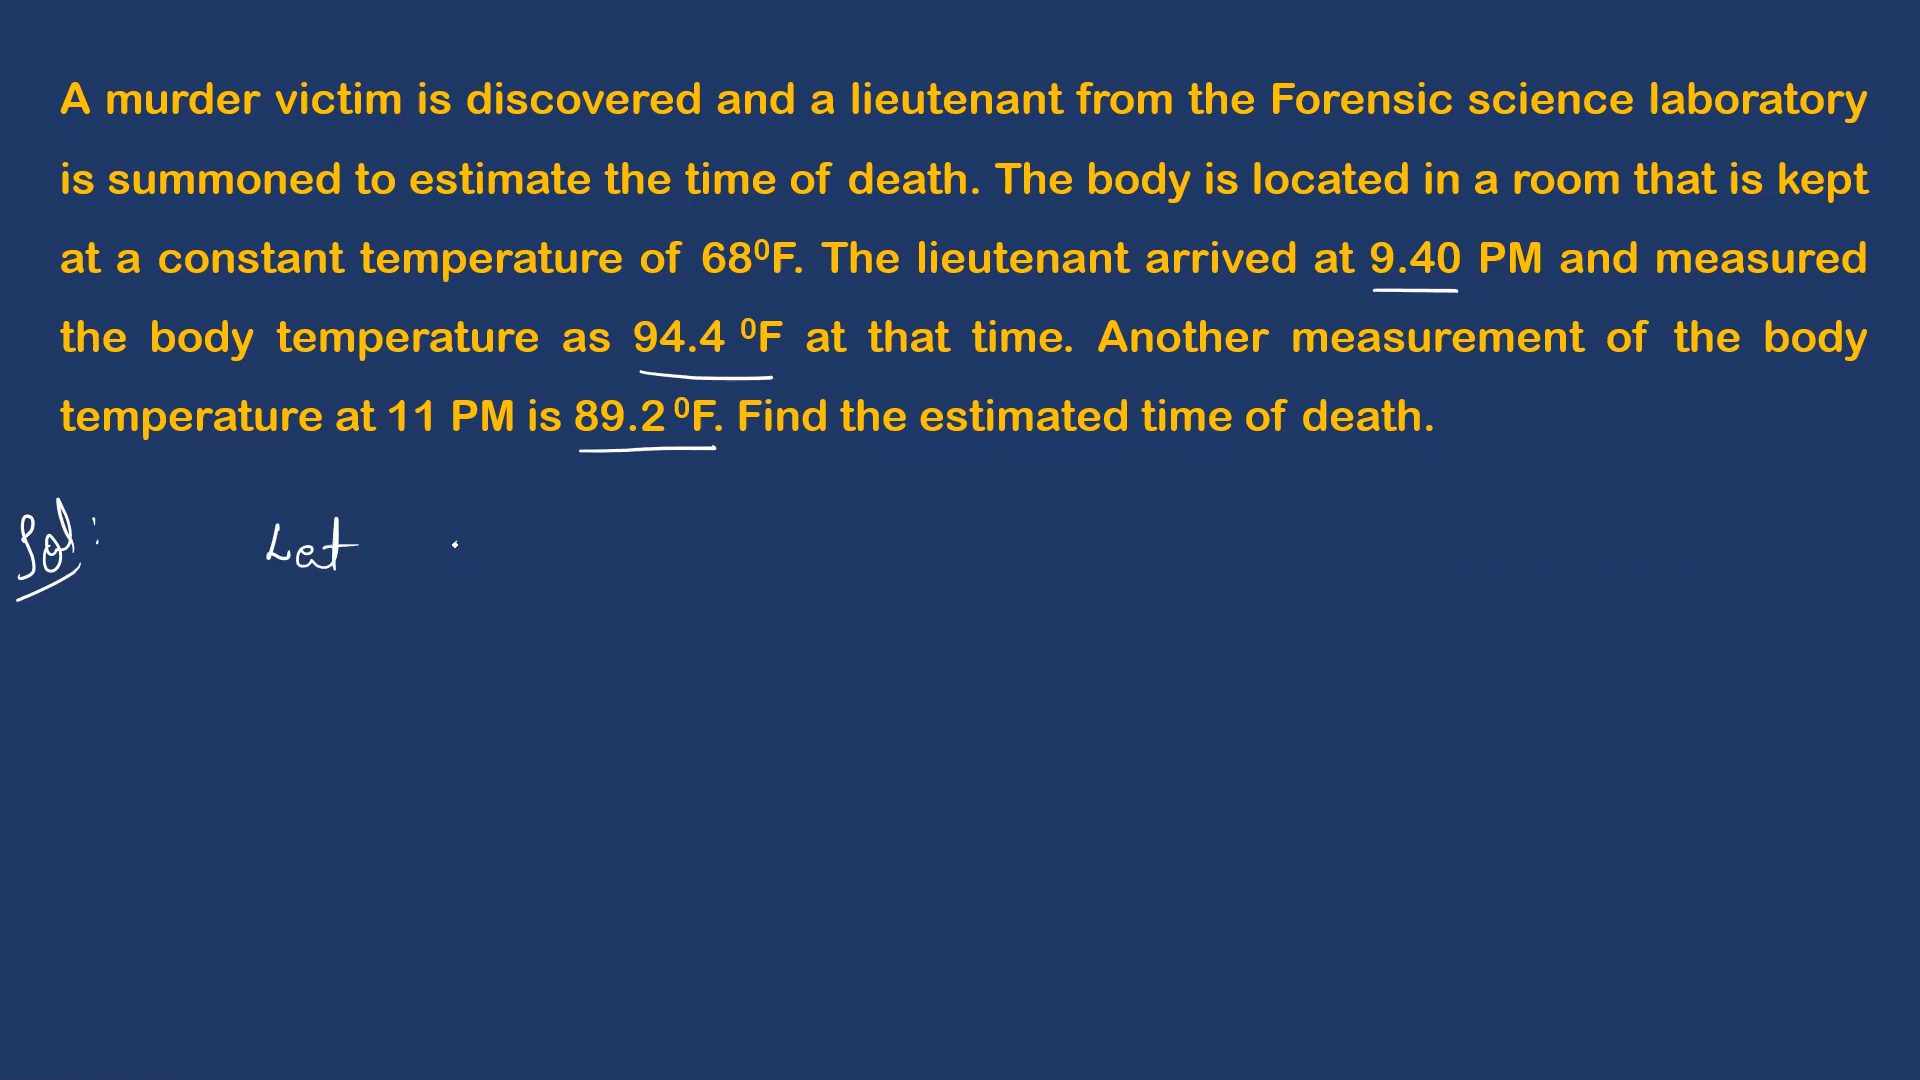 A murder victim is discovered and a lieutenant from the Forensic science laboratory
is summoned to estimate the time of death. The body is located in a room that is kept
at a constant temperature of 68⁰F. The lieutenant arrived at 9.40 PM and measured
the body temperature as 94.4 ⁰F at that time. Another measurement of the body
temperature at 11 PM is 89.2 ⁰F. Find the estimated time of death.
Sol: Let